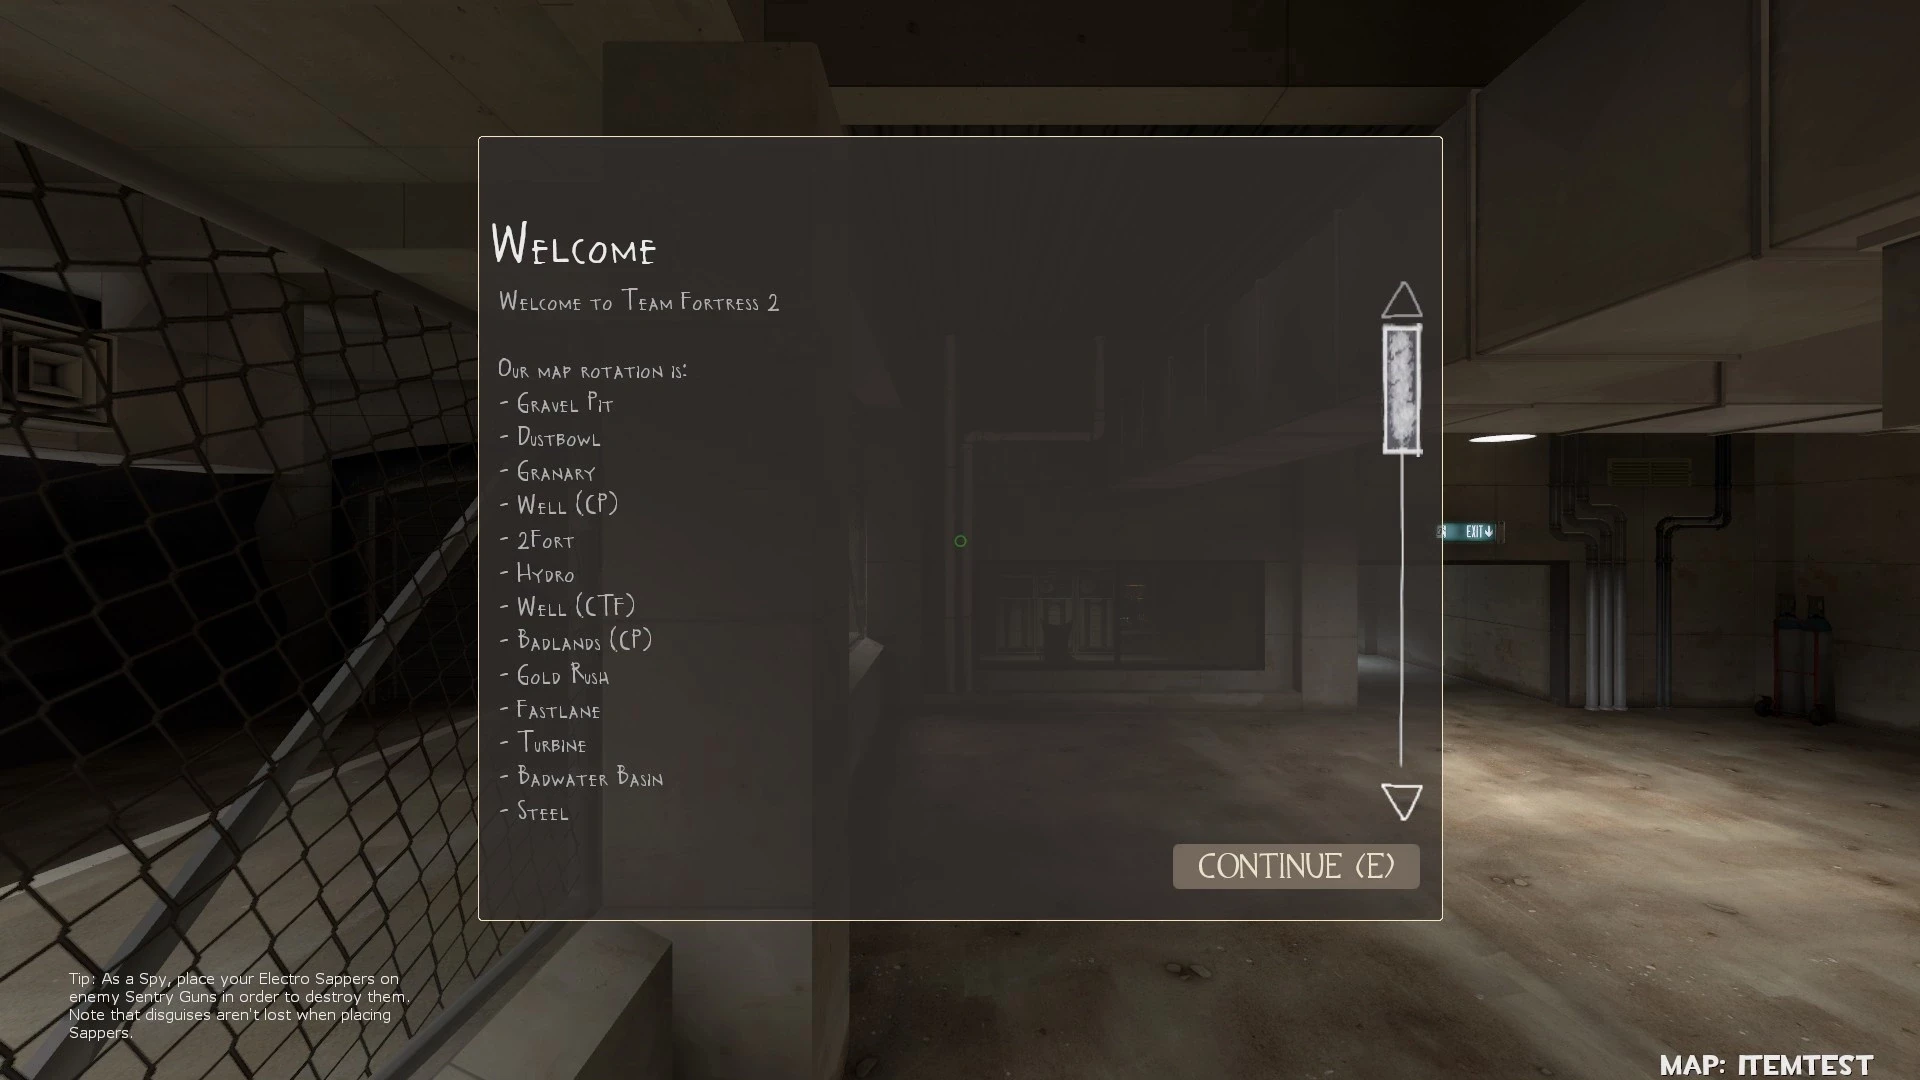 Welcome
Welcome to Team Fortress 2
Our map rotation is:
- Gravel Pit
- Dustbowl
- Granary
- Well (CP)
- 2Fort
- Hydro
- Well (CTF)
- Badlands (CP)
- Gold Rush
- Fastlane
- Turbine
- Badwater Basin
- Steel
EXIT↓
CONTINUE (E)
Tip: As a Spy, place your Electro Sappers on
enemy Sentry Guns in order to destroy them.
Note that disguises aren't lost when placing
Sappers.
MAP: ITEMTEST